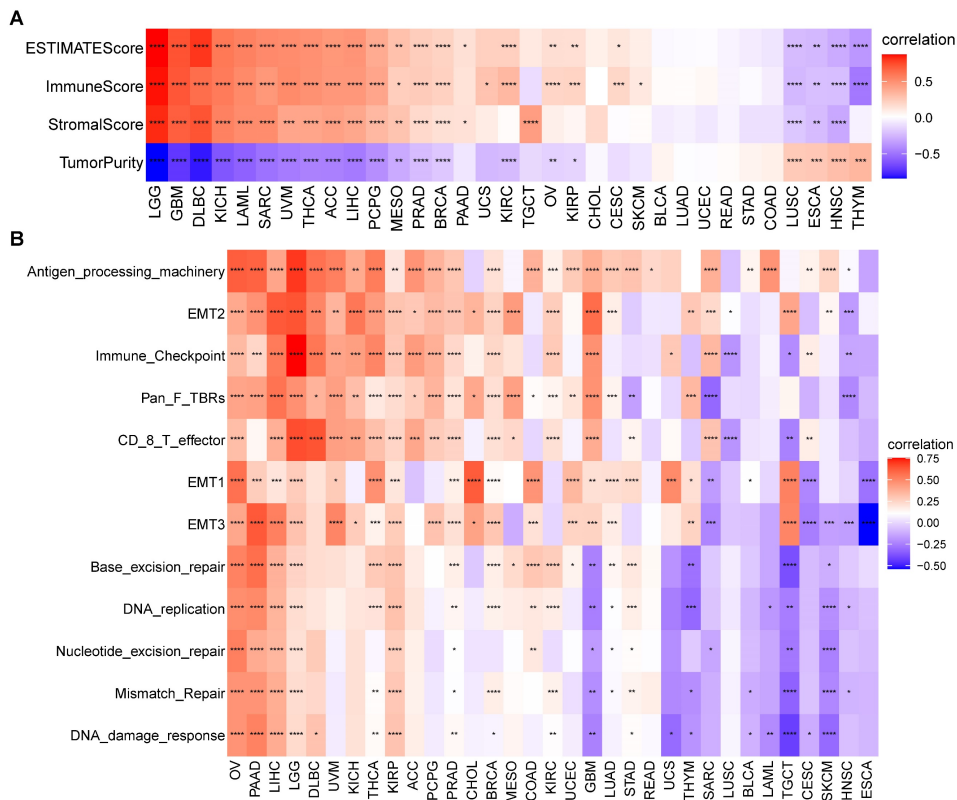 A
ESTIMATEScore
ImmuneScore
StromalScore
TumorPurity
LGG GBM DLBC KICH LAML SARC UVM THCA ACC LIHC PCPG MESO PRAD BRCA PAAD UCS KIRC TGCT OV KIRP CHOL CESC SKCM BLCA LUAD UCEC READ STAD COAD LUSC ESCA HNSC THYM
correlation
0.5
0.0
−0.5
B
Antigen_processing_machinery
EMT2
Immune_Checkpoint
Pan_F_TBRs
CD_8_T_effector
EMT1
EMT3
Base_excision_repair
DNA_replication
Nucleotide_excision_repair
Mismatch_Repair
DNA_damage_response
OV PAAD LIHC LGG DLBC UVM KICH THCA KIRP ACC PCPG PRAD CHOL BRCA MESO COAD KIRC UCEC GBM LUAD STAD READ UCS THYM SARC LUSC BLCA LAML TGCT CESC SKCM HNSC ESCA
correlation
0.75
0.50
0.25
0.00
−0.25
−0.50